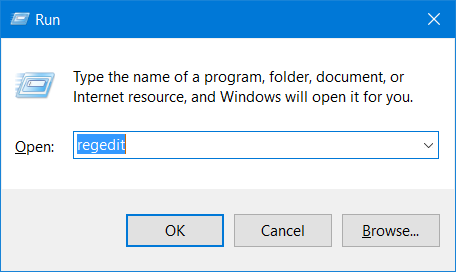 Run
Type the name of a program, folder, document, or
Internet resource, and Windows will open it for you.
Open: regedit
OK Cancel Browse...